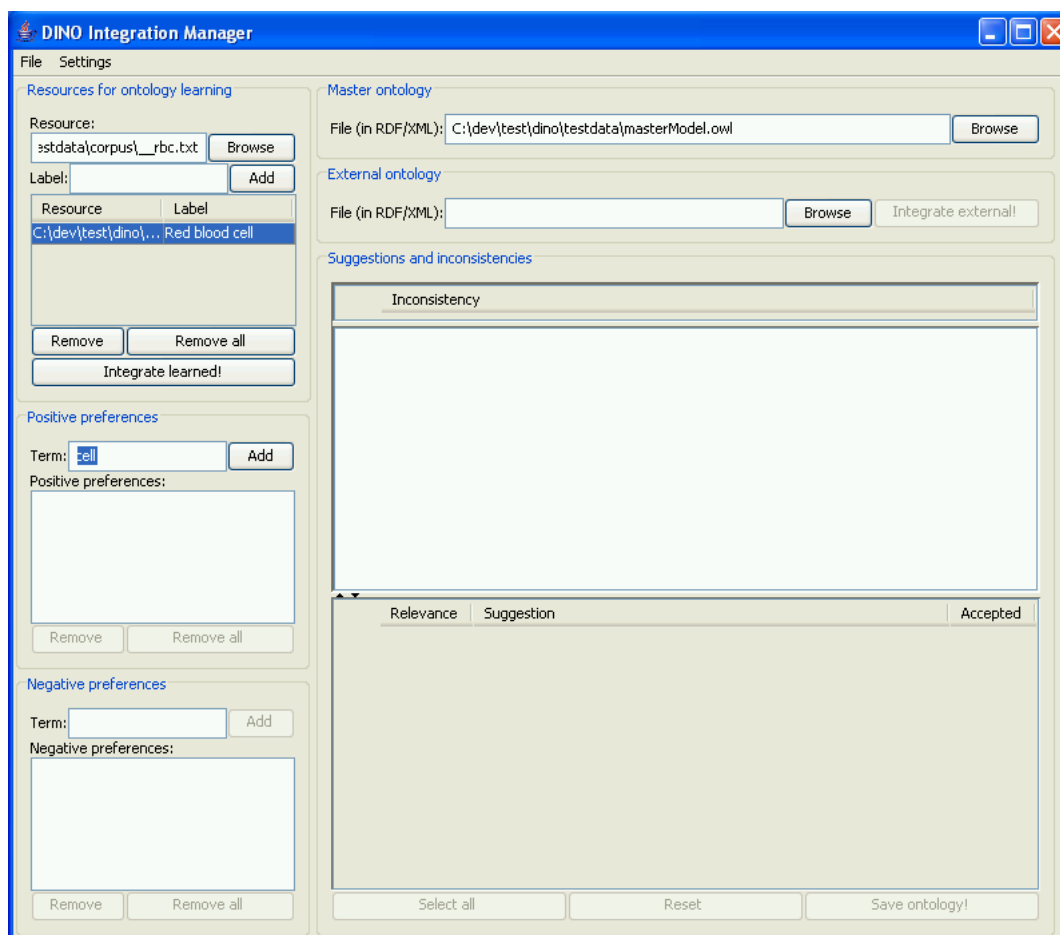 DINO Integration Manager
File Settings
Resources for ontology learning
Resource:
estdata\corpus\__rbc.txt Browse
Label: Add
Resource Label
C:\dev\test\dino\... Red blood cell
Remove Remove all
Integrate learned!
Positive preferences
Term: cell Add
Positive preferences:
Remove Remove all
Negative preferences
Term: Add
Negative preferences:
Remove Remove all
Master ontology
File (in RDF/XML): C:\dev\test\dino\testdata\masterModel.owl Browse
External ontology
File (in RDF/XML): Browse Integrate external!
Suggestions and inconsistencies
Inconsistency
Relevance Suggestion Accepted
Select all Reset Save ontology!